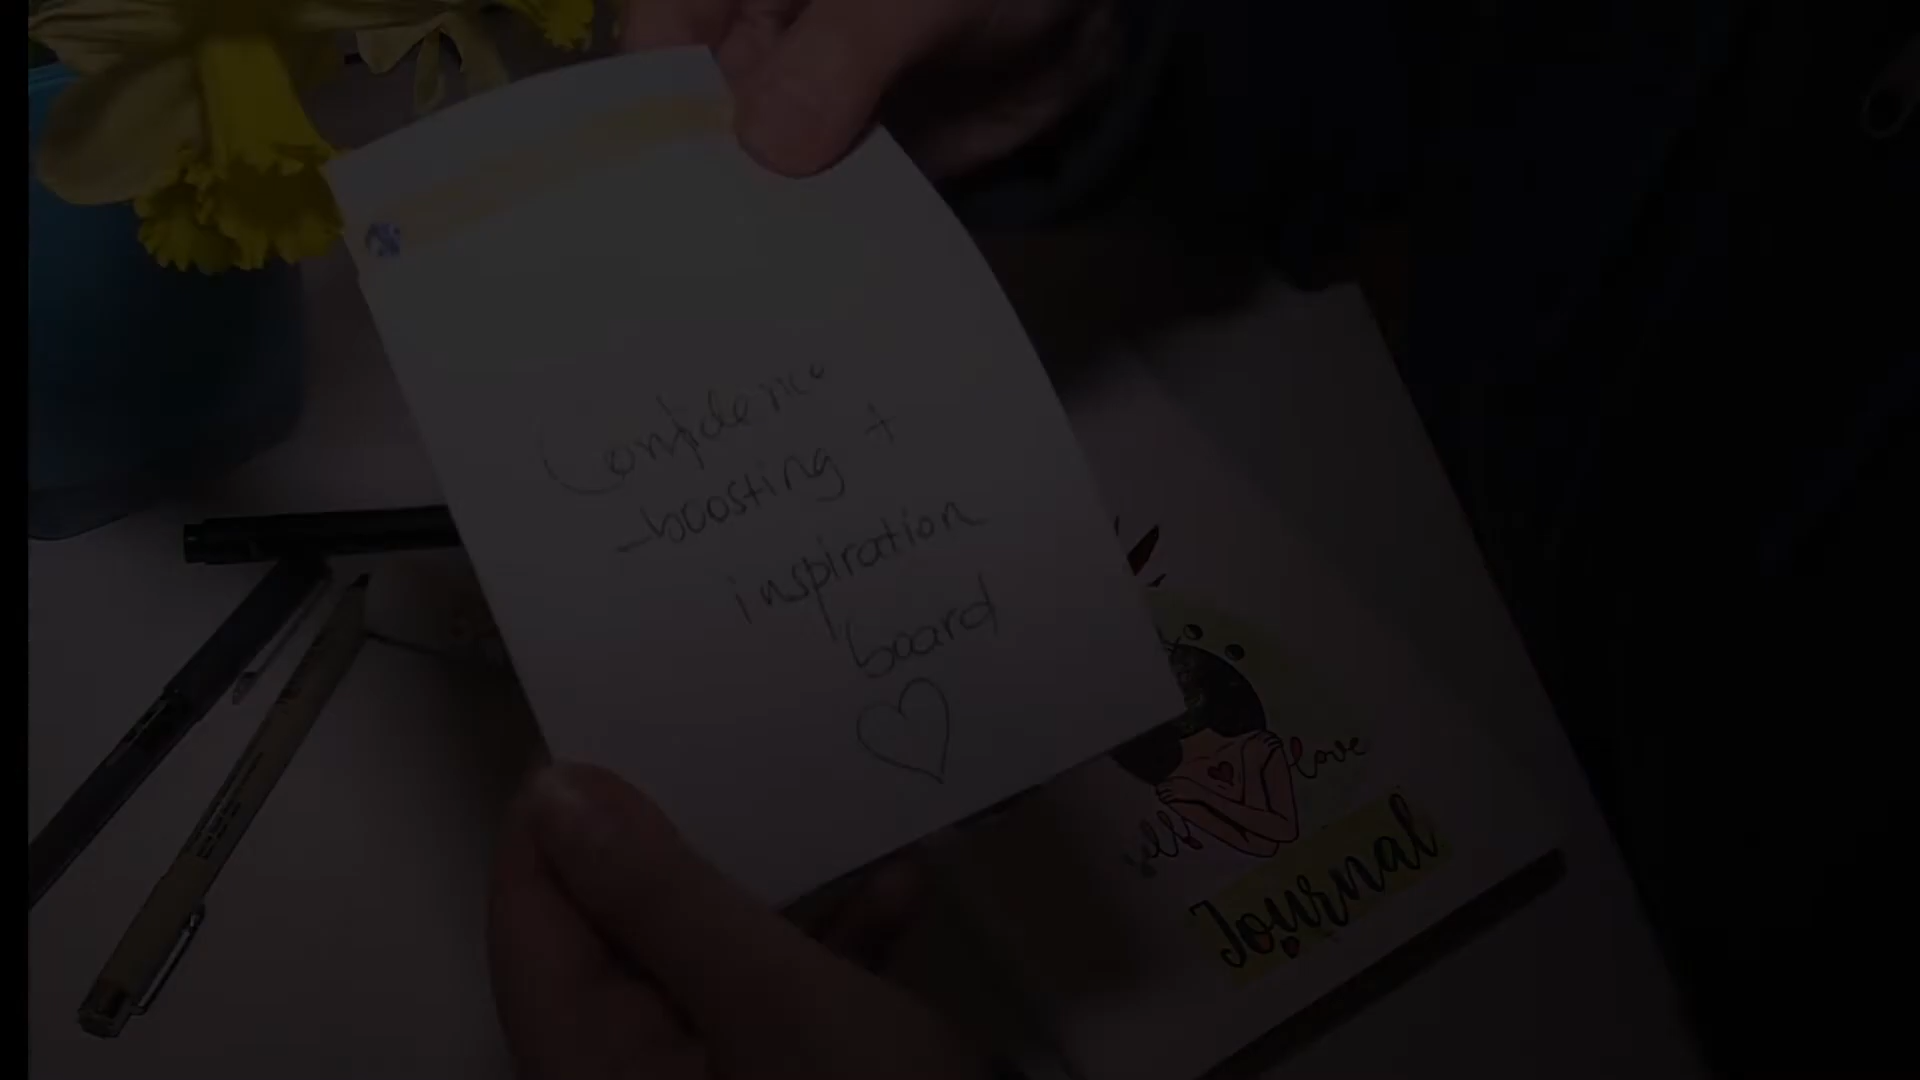 Confidence
-boosting +
inspiration
board
self love
Journal